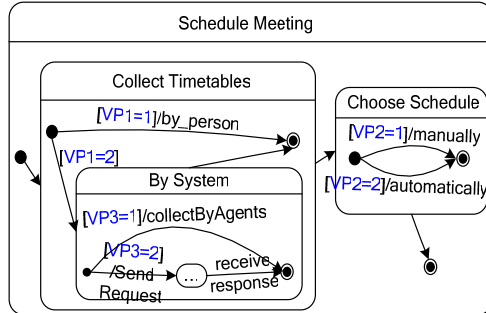 Schedule Meeting
Collect Timetables
[VP1=1]/by_person
[VP1=2]
By System
[VP3=1]/collectByAgents
[VP3=2]
/Send
Request
...
receive
response
Choose Schedule
[VP2=1]/manually
[VP2=2]/automatically